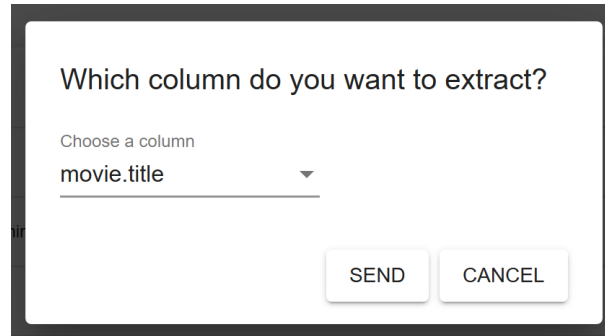 Which column do you want to extract?
Choose a column
movie.title
SEND CANCEL